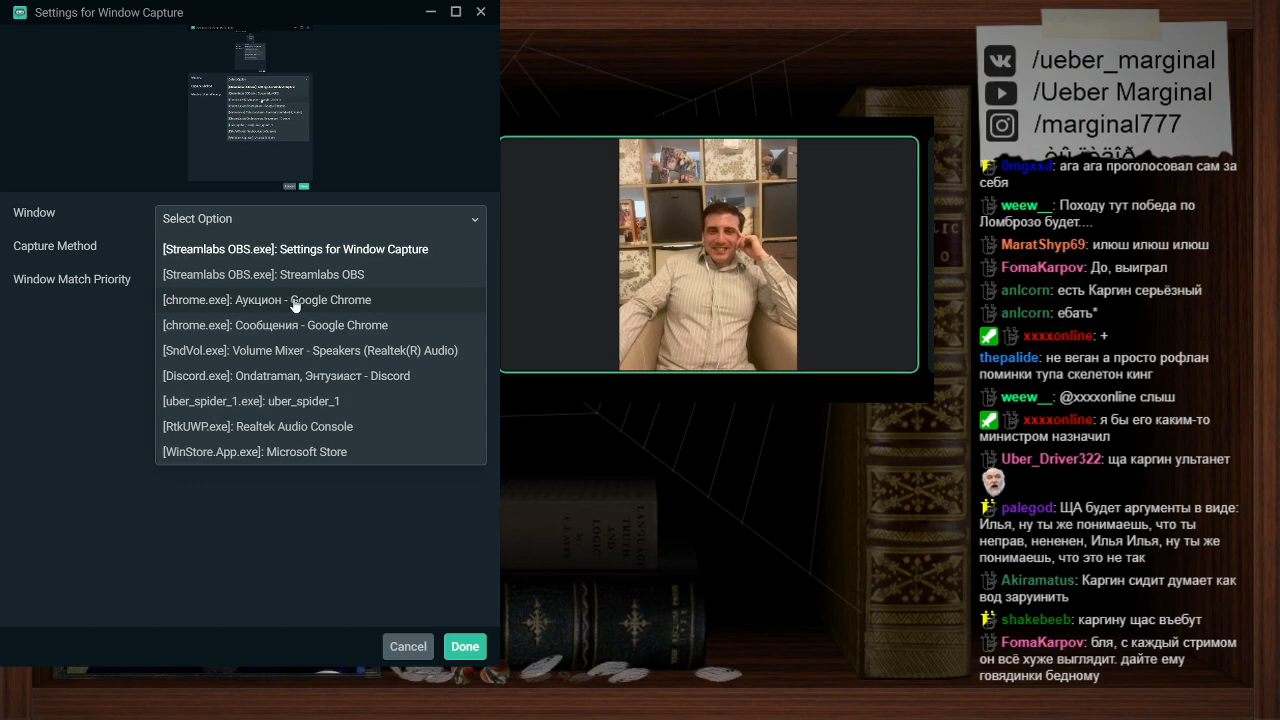 Settings for Window Capture
Window
Select Option
[Streamlabs OBS.exe]: Settings for Window Capture
[Streamlabs OBS.exe]: Streamlabs OBS
[chrome.exe]: Аукцион - Google Chrome
[chrome.exe]: Сообщения - Google Chrome
[SndVol.exe]: Volume Mixer - Speakers (Realtek(R) Audio)
[Discord.exe]: Ondatraman, Энтузиаст - Discord
[uber_spider_1.exe]: uber_spider_1
[RtkUWP.exe]: Realtek Audio Console
[WinStore.App.exe]: Microsoft Store
Capture Method
Window Match Priority
Cancel
Done
LANGUAGE
TRUTH
AND
LOGIC
/ueber_marginal
/Ueber Marginal
/marginal777
0mgxxd: ага ага проголосовал сам за
себя
weew__: Походу тут победа по
Ломброзо будет....
MaratShyp69: илюш илюш илюш
FomaKarpov: До, выиграл
anlcorn: есть Каргин серьёзный
anlcorn: ебать*
xxxxonline: +
thepalide: не веган а просто рофлан
поминки тупа скелетон кинг
weew__: @xxxxonline слыш
xxxxonline: я бы его каким-то
министром назначил
Uber_Driver322: ща каргин ультанет
palegod: ЩА будет аргументы в виде:
Илья, ну ты же понимаешь, что ты
неправ, нененен, Илья Илья, ну ты же
понимаешь, что это не так
Akiramatus: Каргин сидит думает как
вод заруинить
shakebeeb: каргину щас въебут
FomaKarpov: бля, с каждый стримом
он всё хуже выглядит. дайте ему
говядинки бедному